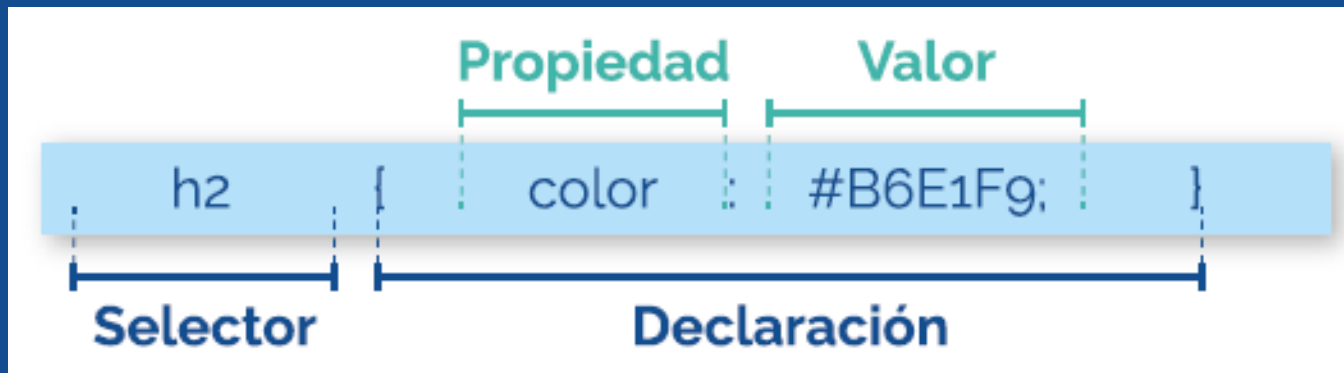 Propiedad Valor
h2 { color : #B6E1F9; }
Selector Declaración